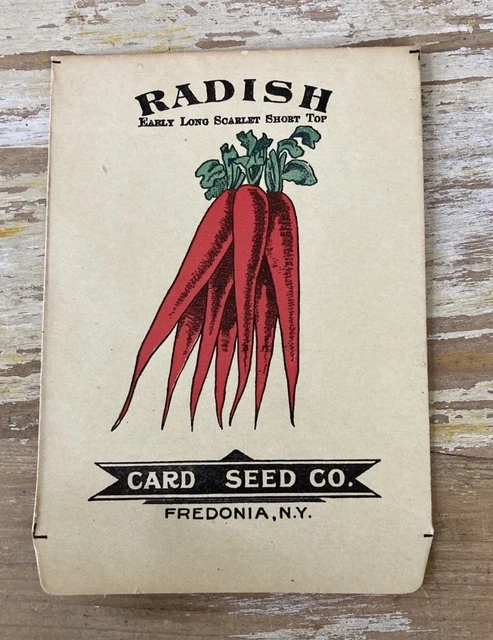 RADISH
Early Long Scarlet Short Top
CARD SEED CO.
FREDONIA, N.Y.